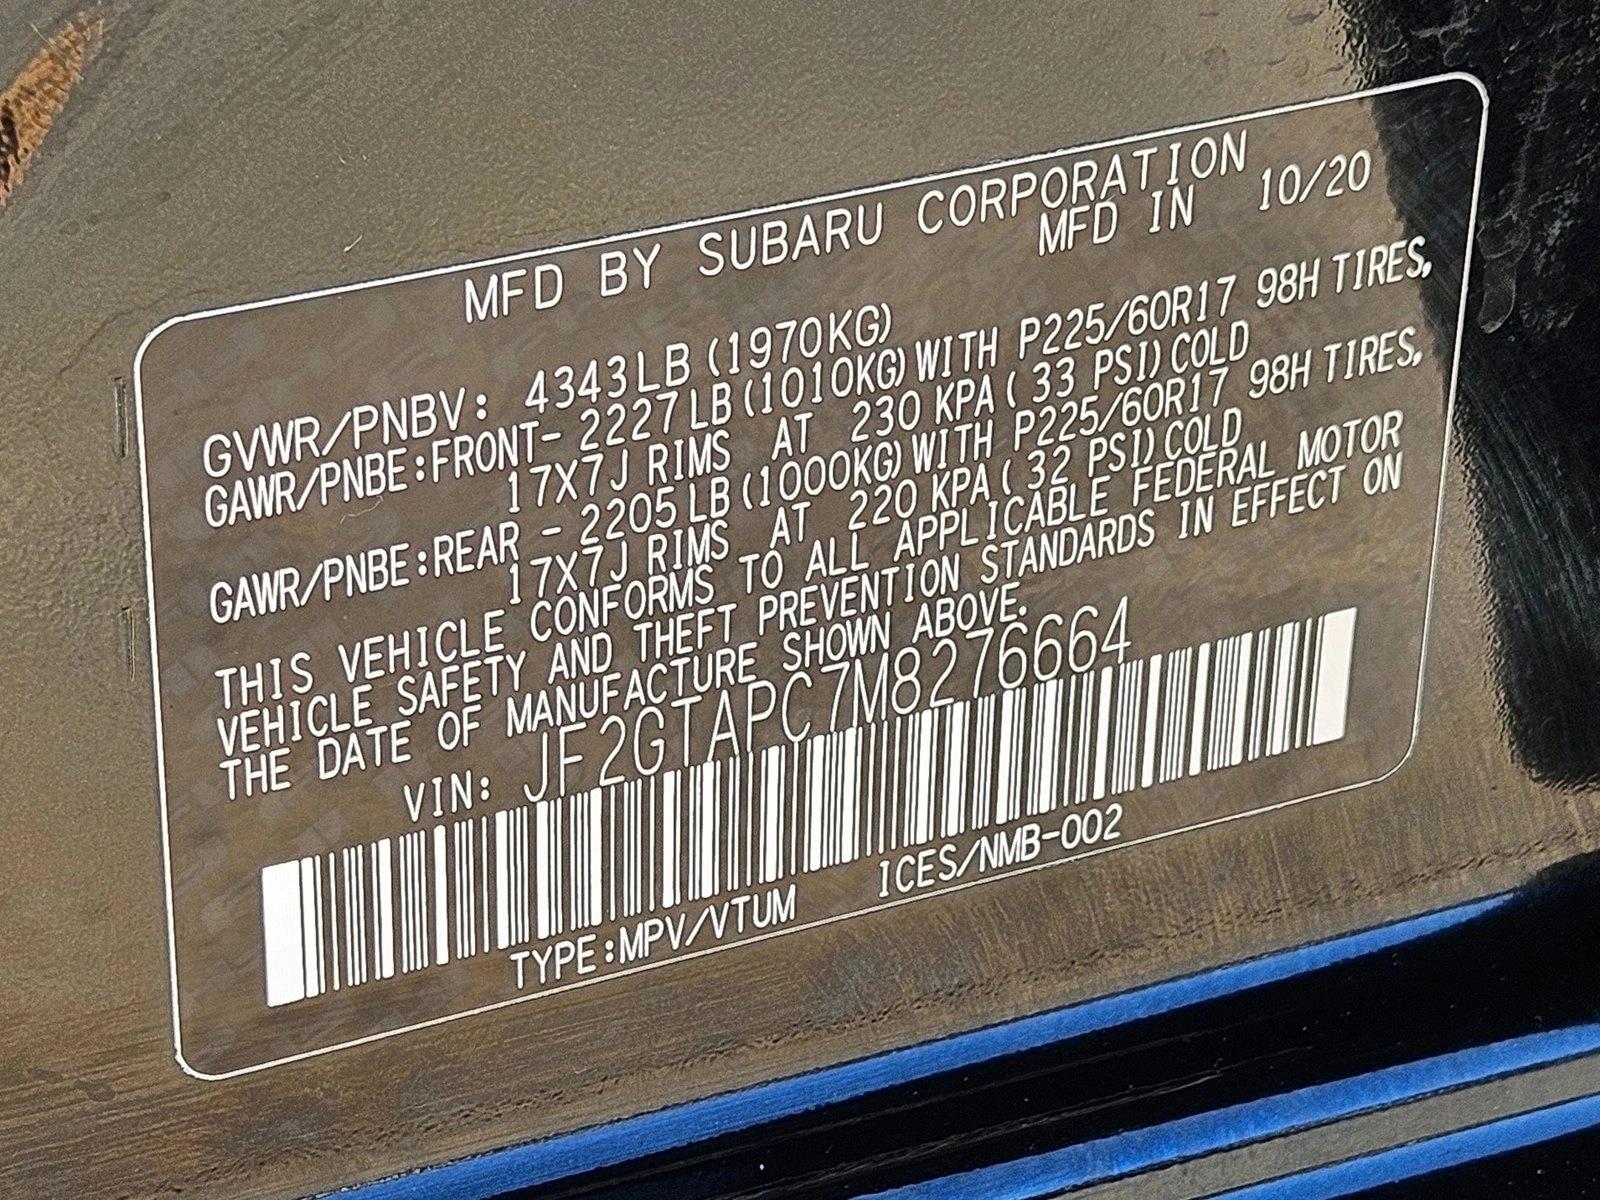 MFD BY SUBARU CORPORATION
MFD IN 10/20
GVWR/PNBV: 4343LB (1970KG)
GAWR/PNBE:FRONT- 2227LB(1010KG)WITH P225/60R17 98H TIRES,
17X7J RIMS AT 230 KPA( 33 PSI)COLD
GAWR/PNBE:REAR - 2205LB(1000KG)WITH P225/60R17 98H TIRES,
17X7J RIMS AT 220 KPA( 32 PSI)COLD
THIS VEHICLE CONFORMS TO ALL APPLICABLE FEDERAL MOTOR
VEHICLE SAFETY AND THEFT PREVENTION STANDARDS IN EFFECT ON
THE DATE OF MANUFACTURE SHOWN ABOVE.
VIN: JF2GTAPC7M8276664
TYPE:MPV/VTUM ICES/NMB-002